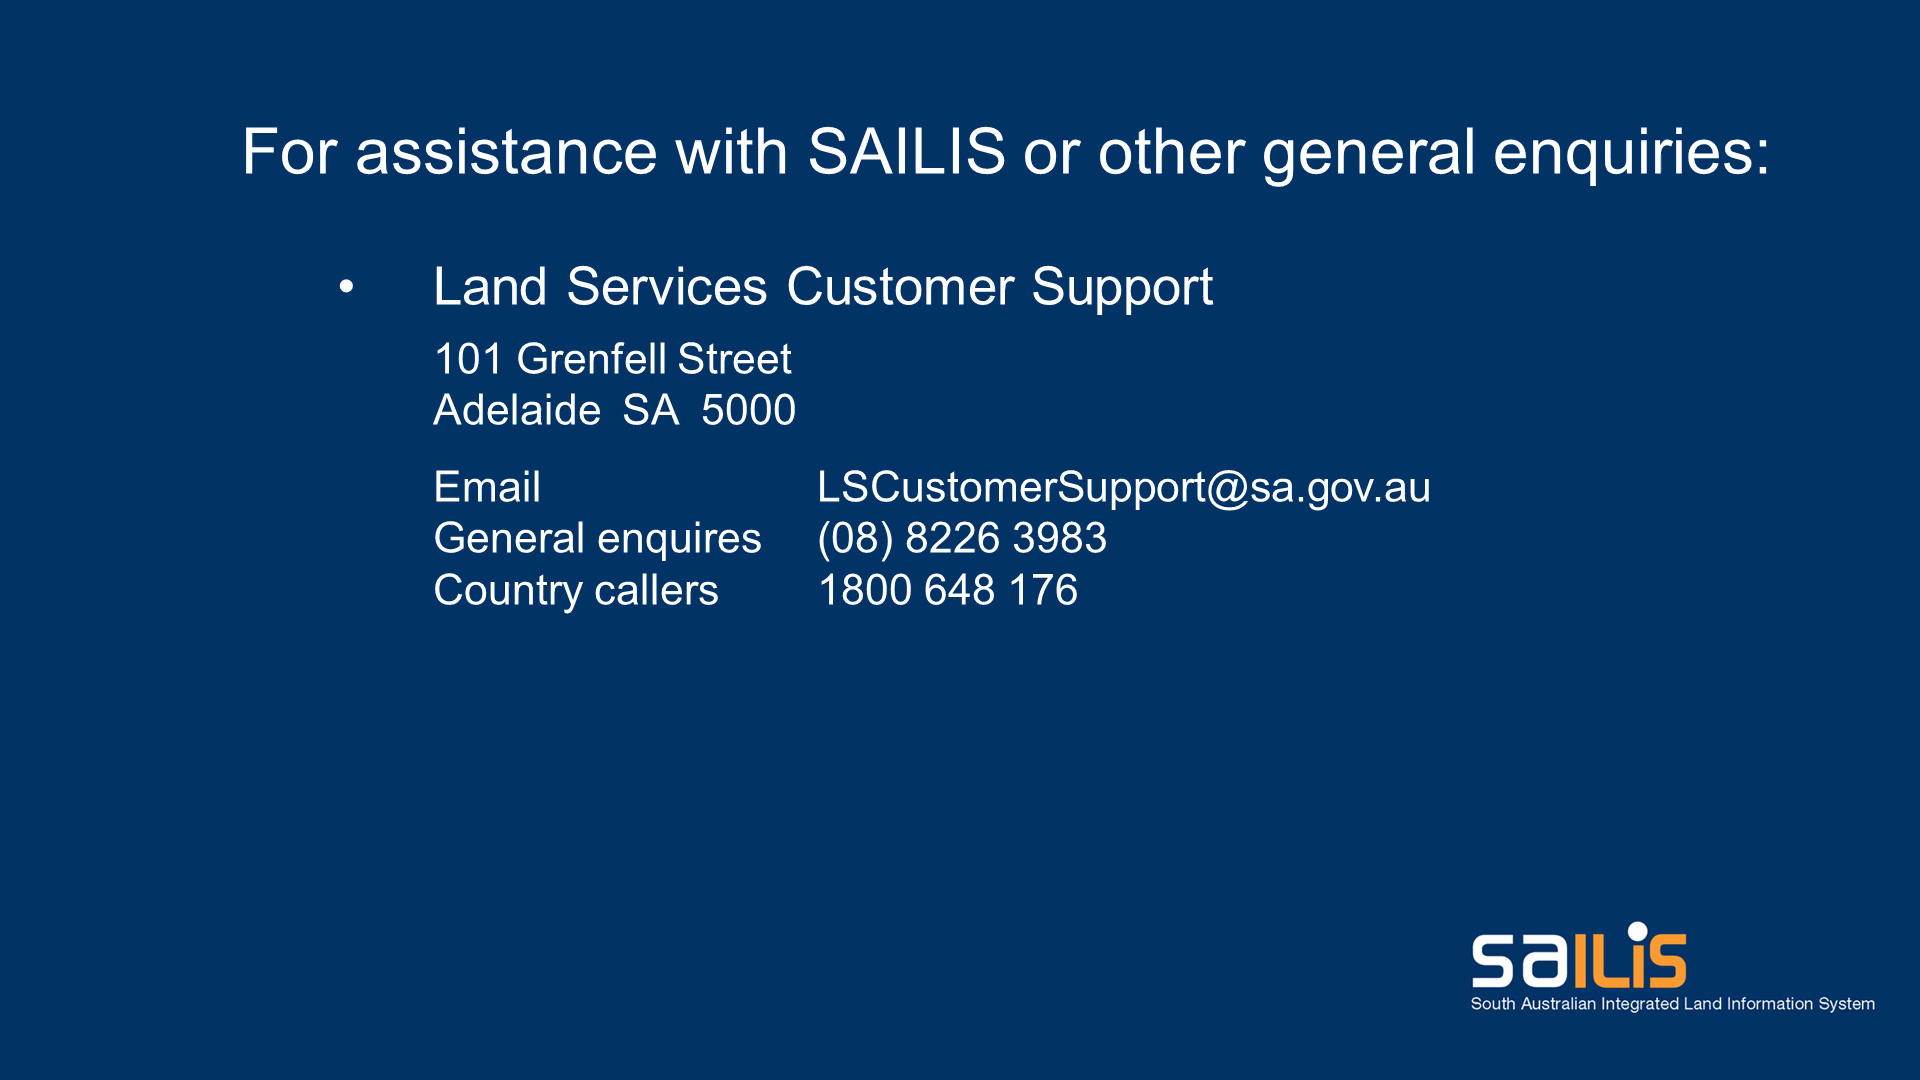 For assistance with SAILIS or other general enquiries:
• Land Services Customer Support
101 Grenfell Street
Adelaide SA 5000
Email LSCustomerSupport@sa.gov.au
General enquires (08) 8226 3983
Country callers 1800 648 176
saILiS
South Australian Integrated Land Information System